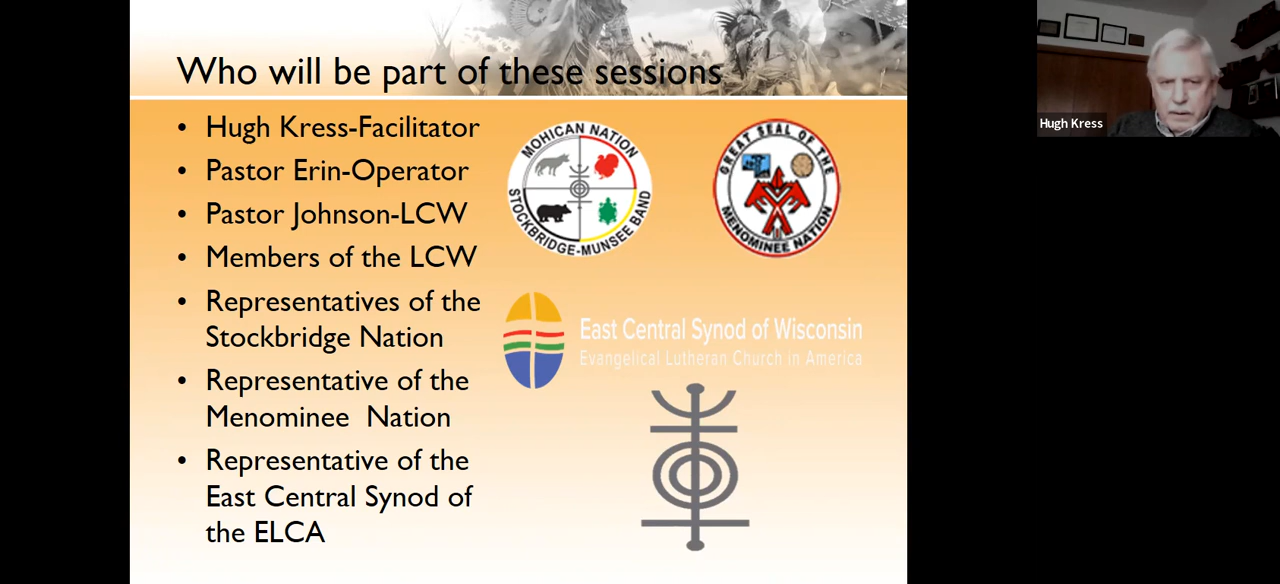 Who will be part of these sessions
• Hugh Kress-Facilitator
• Pastor Erin-Operator
• Pastor Johnson-LCW
• Members of the LCW
• Representatives of the
Stockbridge Nation
• Representative of the
Menominee Nation
• Representative of the
East Central Synod of
the ELCA
MOHICAN NATION
STOCKBRIDGE-MUNSEE BAND
GREAT SEAL OF THE
MENOMINEE NATION
East Central Synod of Wisconsin
Evangelical Lutheran Church in America
Hugh Kress